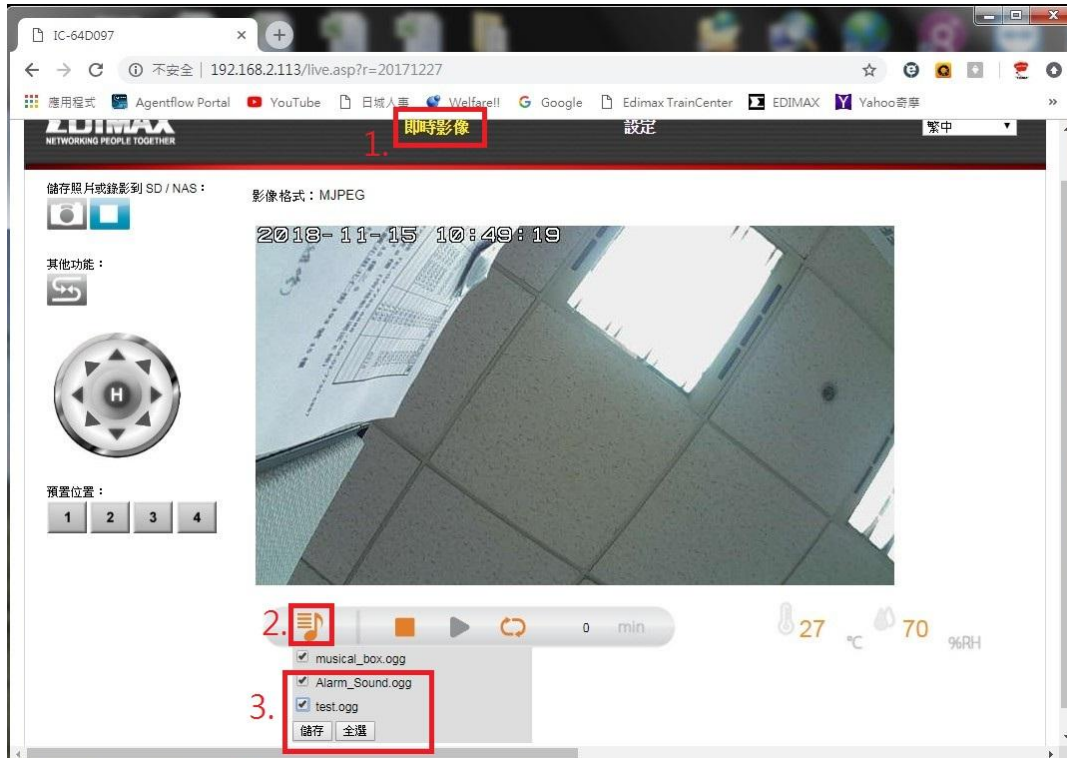 IC-64D097
不安全 | 192.168.2.113/live.asp?r=20171227
應用程式 Agentflow Portal YouTube 日城人事 Welfare!! Google Edimax TrainCenter EDIMAX Yahoo奇摩 »
EDIMAX
NETWORKING PEOPLE TOGETHER
1. 即時影像 設定 繁中
儲存照片或錄影到 SD / NAS：
影像格式：MJPEG
2018-11-15 10:49:19
其他功能：
H
預置位置：
1 2 3 4
2. 0 min 27 °C 70 %RH
musical_box.ogg
Alarm_Sound.ogg
3. test.ogg
儲存 全選